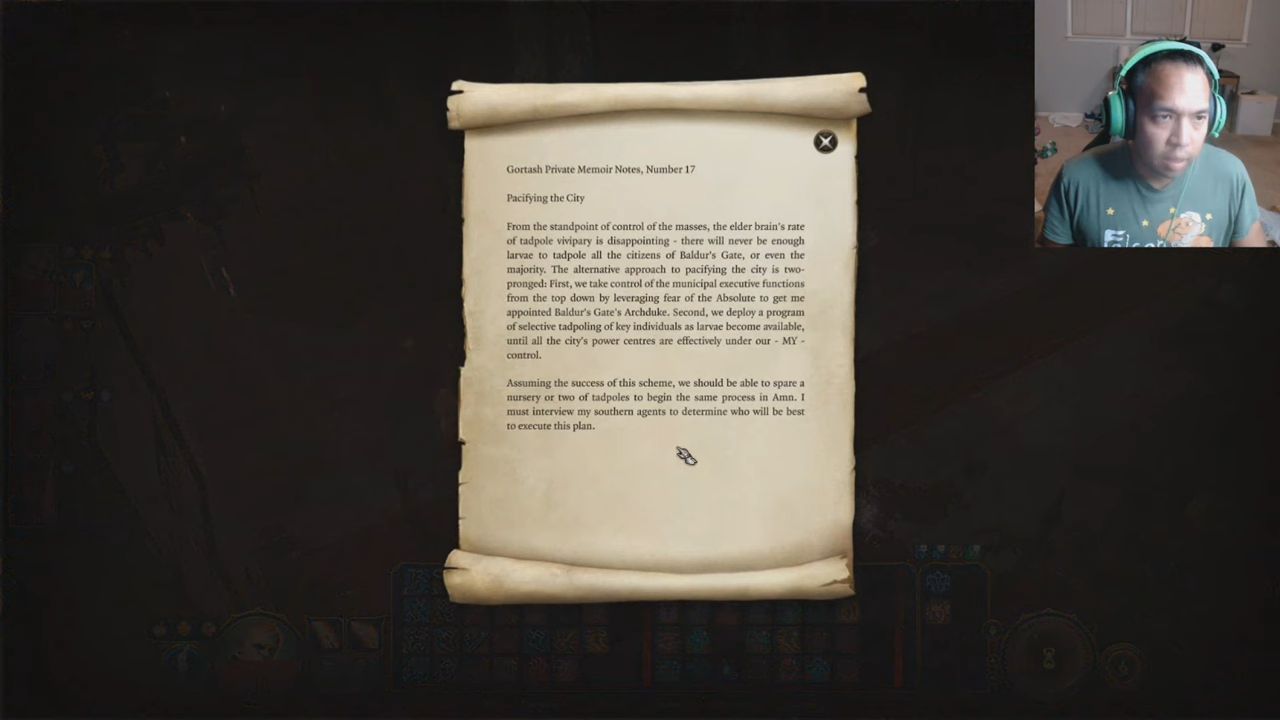 Gortash Private Memoir Notes, Number 17
Pacifying the City
From the standpoint of control of the masses, the elder brain's rate
of tadpole vivipary is disappointing - there will never be enough
larvae to tadpole all the citizens of Baldur's Gate, or even the
majority. The alternative approach to pacifying the city is two-
pronged: First, we take control of the municipal executive functions
from the top down by leveraging fear of the Absolute to get me
appointed Baldur's Gate's Archduke. Second, we deploy a program
of selective tadpoling of key individuals as larvae become available,
until all the city's power centres are effectively under our - MY -
control.
Assuming the success of this scheme, we should be able to spare a
nursery or two of tadpoles to begin the same process in Amn. I
must interview my southern agents to determine who will be best
to execute this plan.